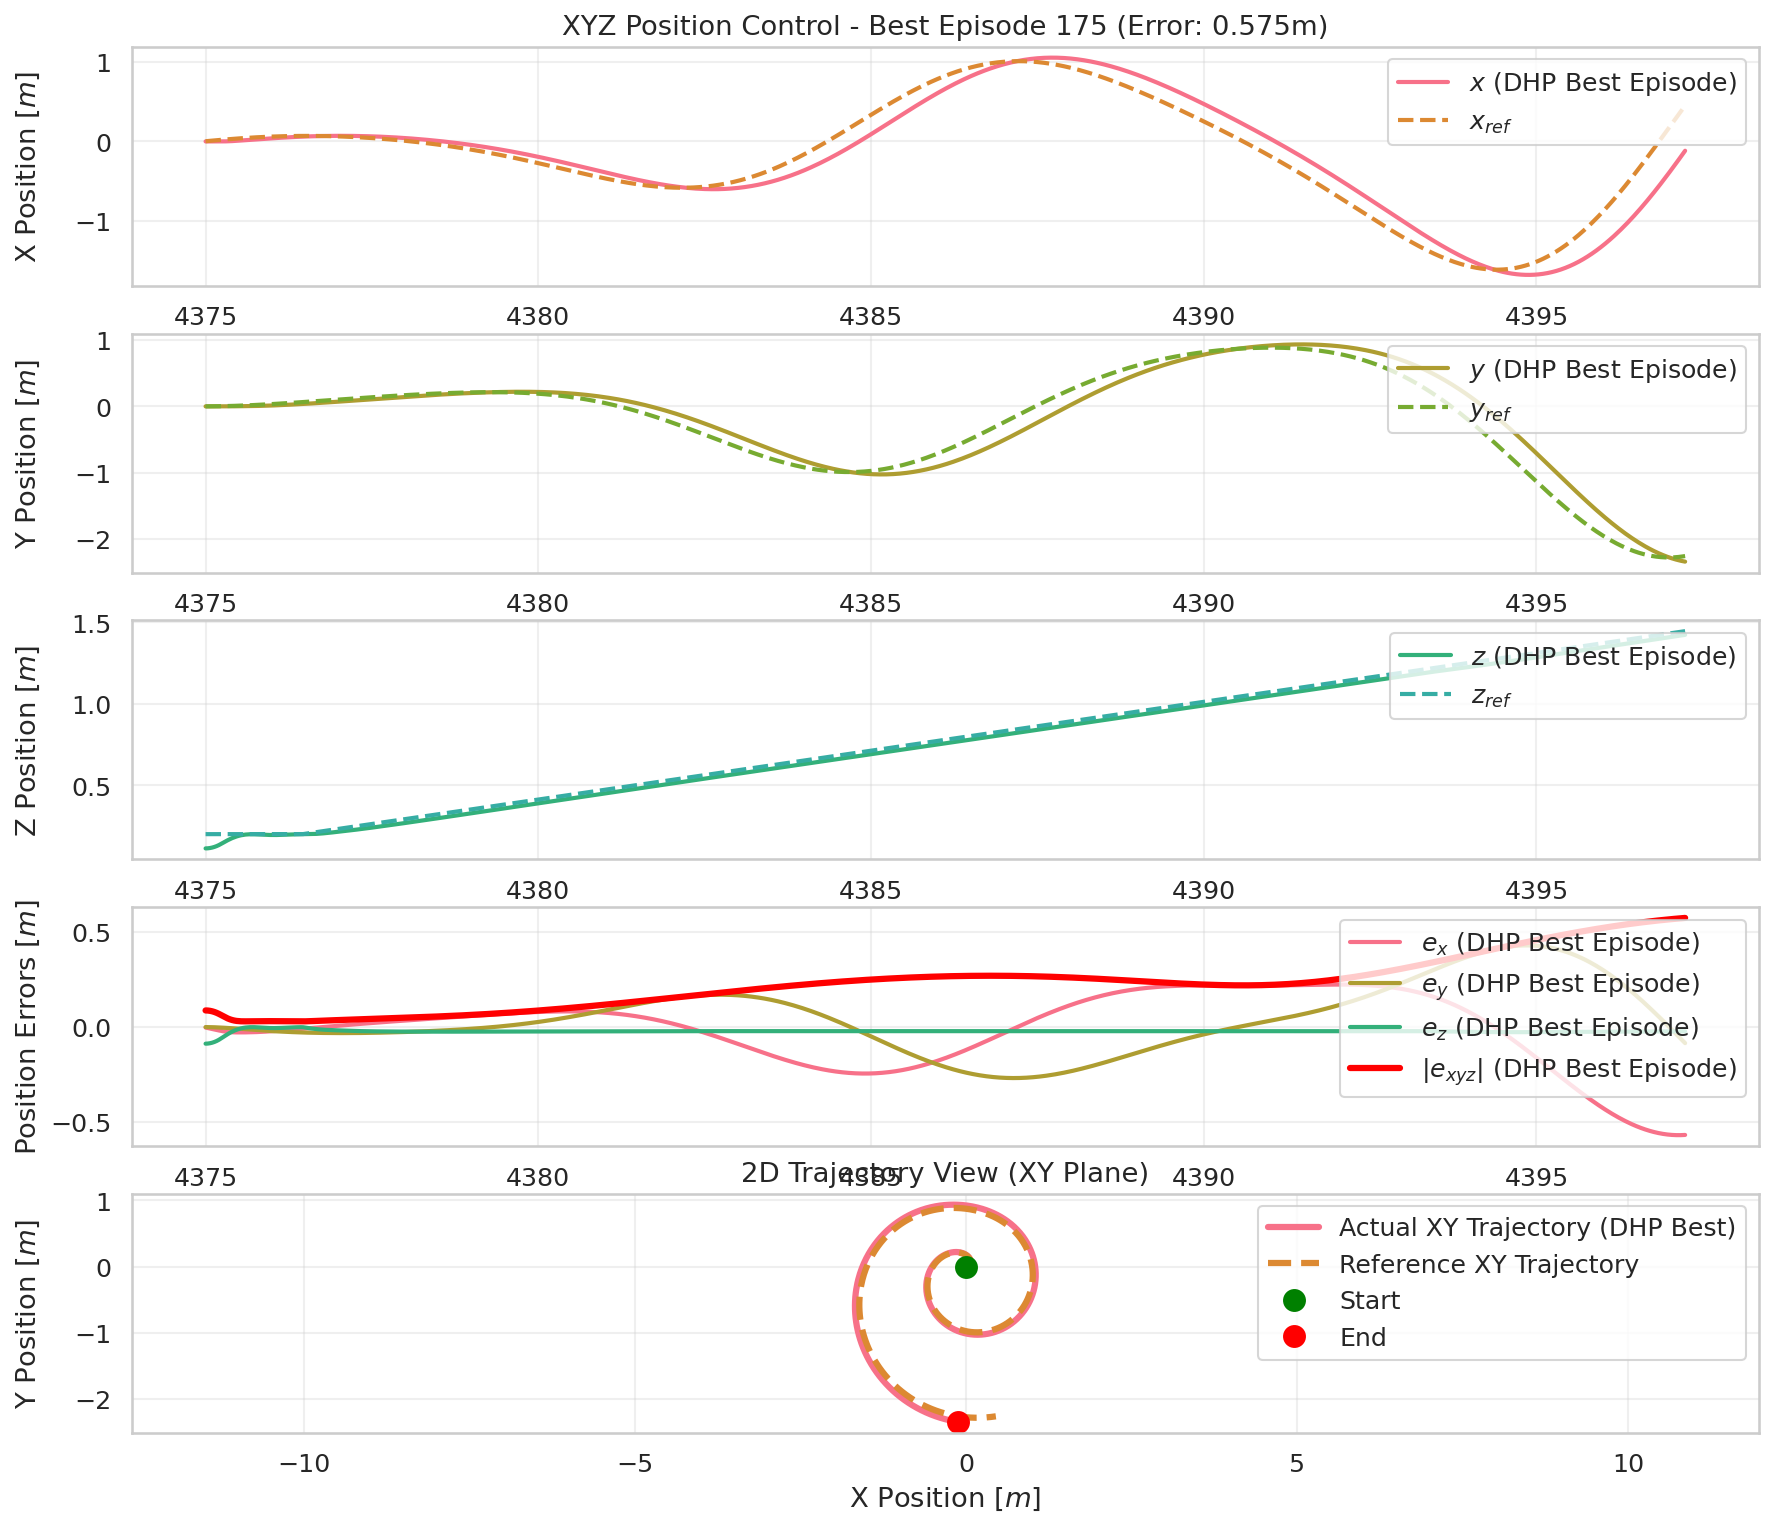 XYZ Position Control - Best Episode 175 (Error: 0.575m)
X Position [m]
1
0
−1
x (DHP Best Episode)
x_ref
4375 4380 4385 4390 4395
Y Position [m]
1
0
−1
−2
y (DHP Best Episode)
y_ref
4375 4380 4385 4390 4395
Z Position [m]
1.5
1.0
0.5
z (DHP Best Episode)
z_ref
4375 4380 4385 4390 4395
Position Errors [m]
0.5
0.0
−0.5
e_x (DHP Best Episode)
e_y (DHP Best Episode)
e_z (DHP Best Episode)
|e_xyz| (DHP Best Episode)
4375 4380 4385 4390 4395
2D Trajectory View (XY Plane)
Y Position [m]
1
0
−1
−2
Actual XY Trajectory (DHP Best)
Reference XY Trajectory
Start
End
−10 −5 0 5 10
X Position [m]